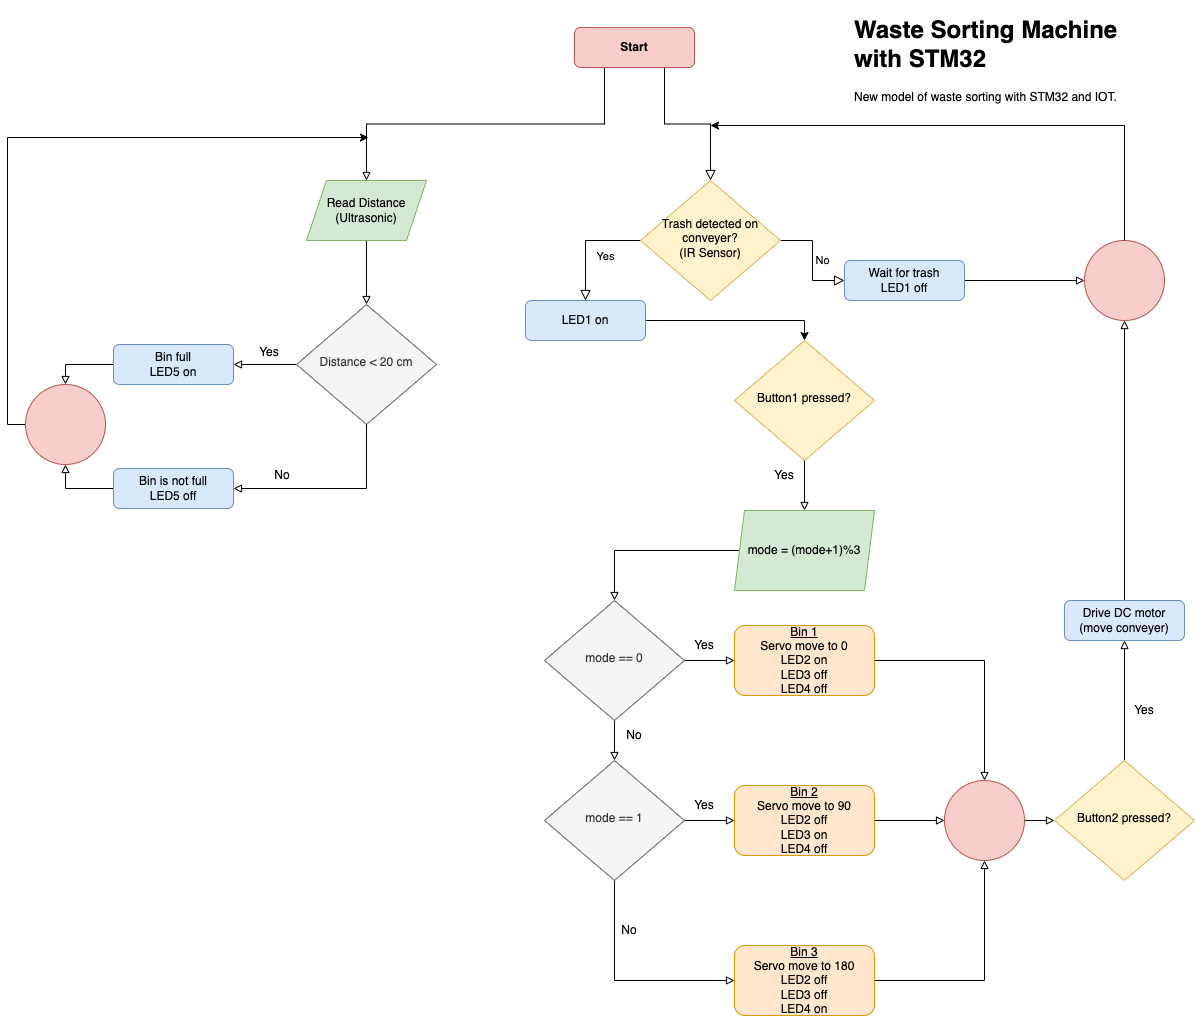 Waste Sorting Machine
with STM32
New model of waste sorting with STM32 and IOT.
Start
Read Distance
(Ultrasonic)
Distance < 20 cm
Yes
Bin full
LED5 on
No
Bin is not full
LED5 off
Trash detected on
conveyer?
(IR Sensor)
Yes
No
Wait for trash
LED1 off
LED1 on
Button1 pressed?
Yes
mode = (mode+1)%3
mode == 0
Yes
Bin 1
Servo move to 0
LED2 on
LED3 off
LED4 off
No
mode == 1
Yes
Bin 2
Servo move to 90
LED2 off
LED3 on
LED4 off
No
Bin 3
Servo move to 180
LED2 off
LED3 off
LED4 on
Button2 pressed?
Yes
Drive DC motor
(move conveyer)